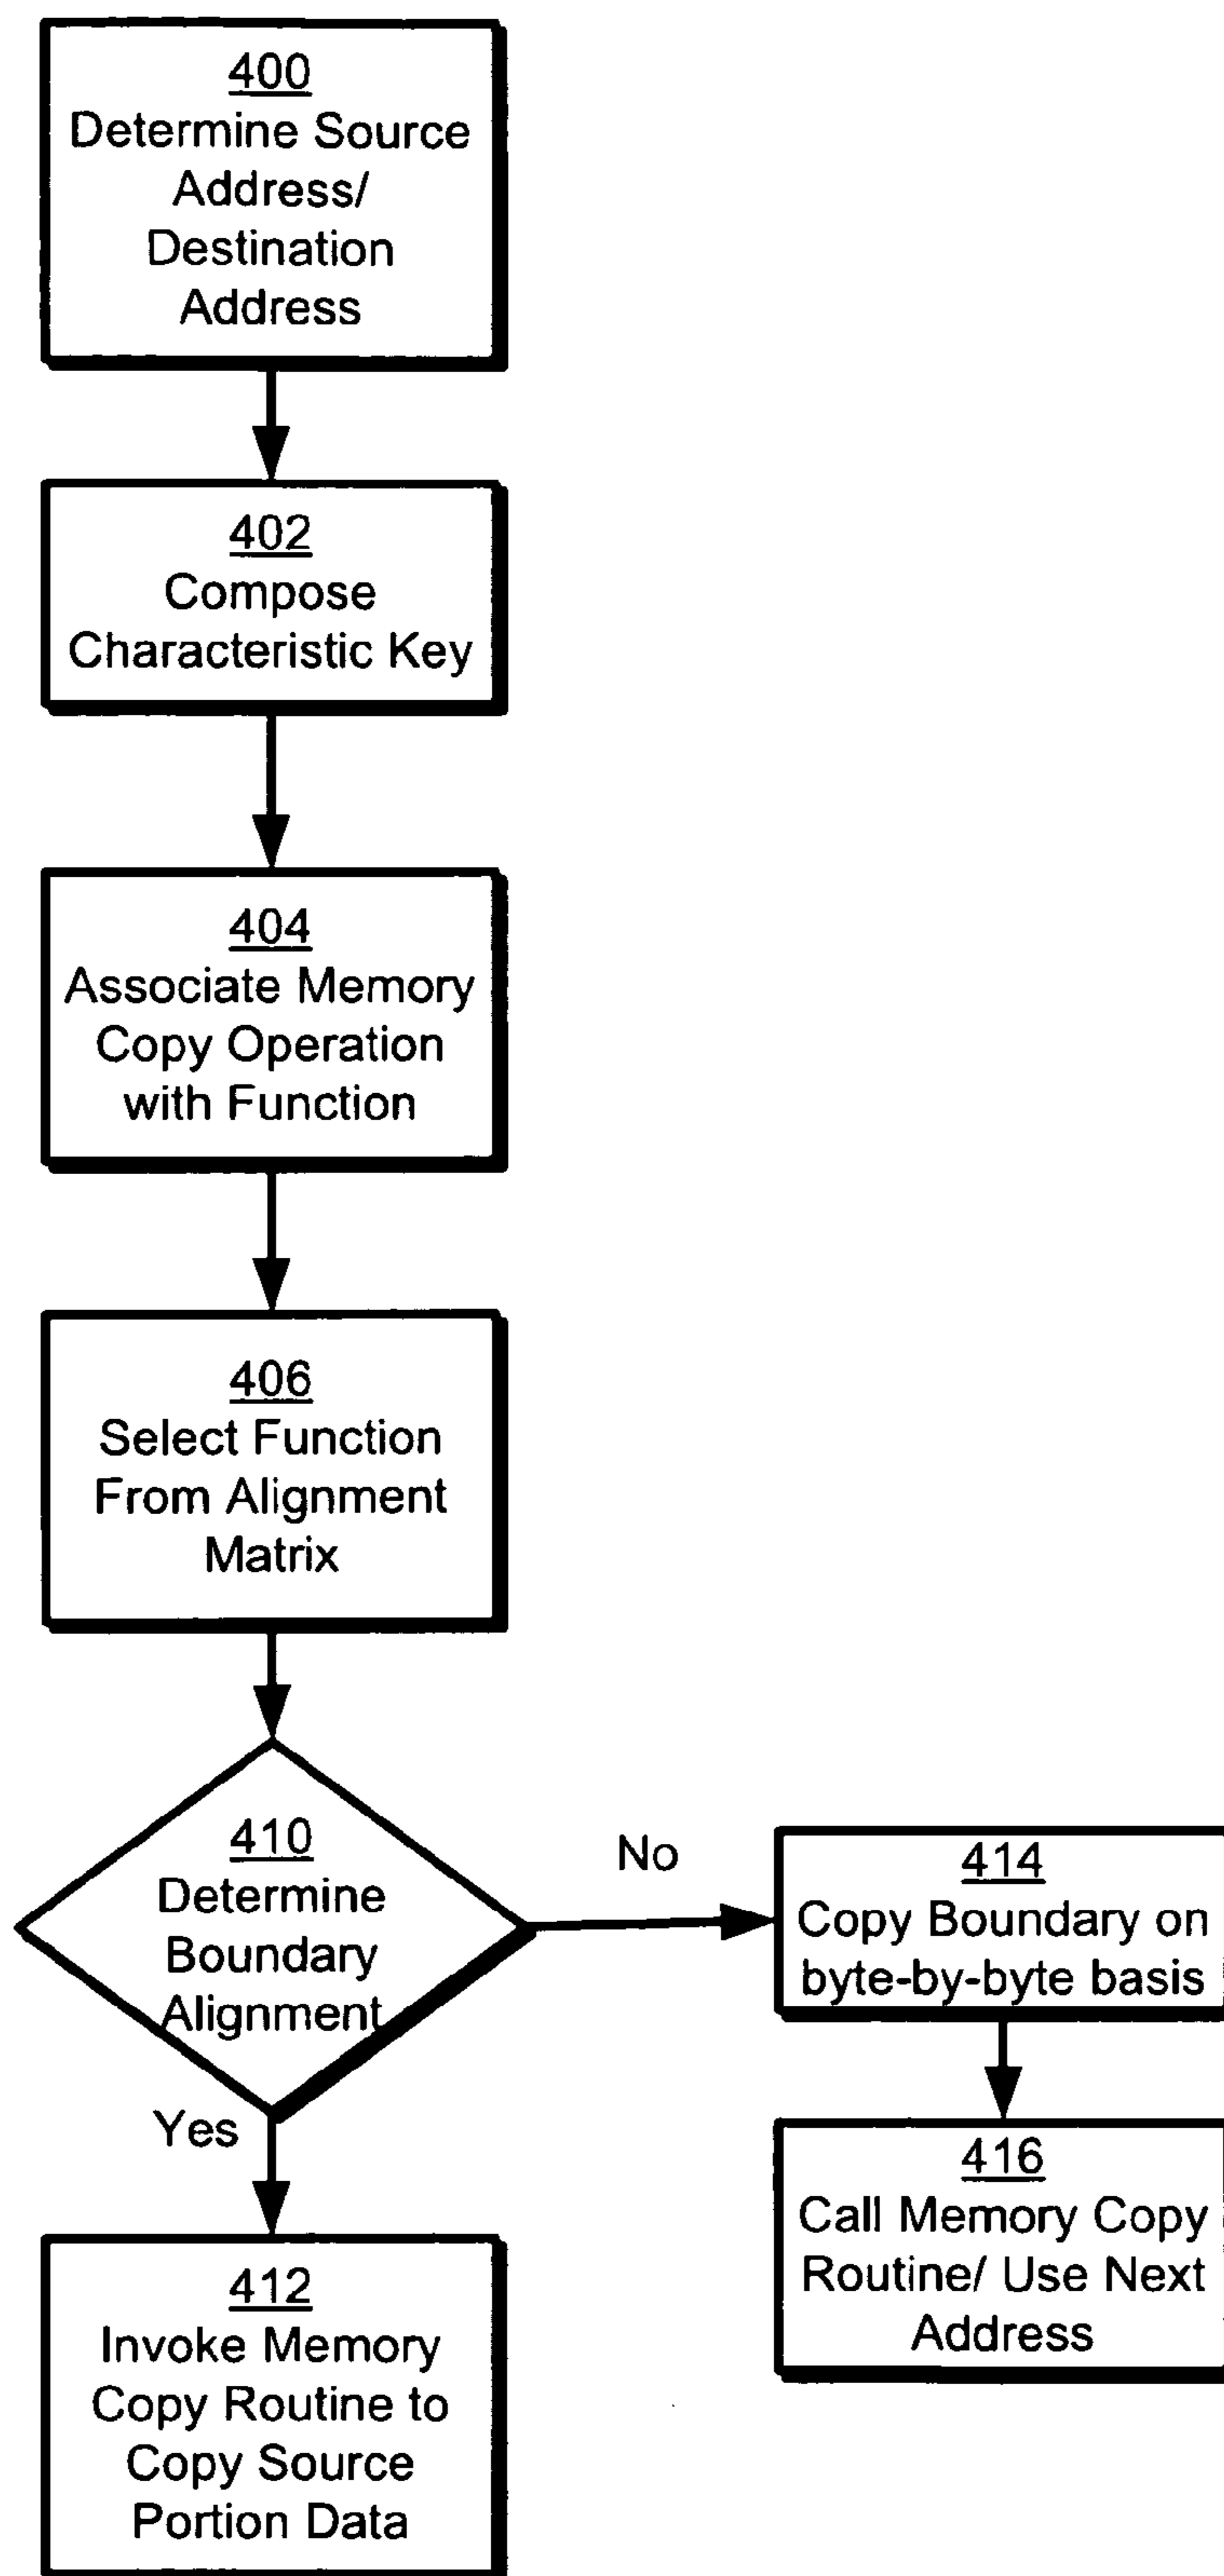 400
Determine Source
Address/
Destination
Address
402
Compose
Characteristic Key
404
Associate Memory
Copy Operation
with Function
406
Select Function
From Alignment
Matrix
410
Determine
Boundary
Alignment
No
414
Copy Boundary on
byte-by-byte basis
416
Call Memory Copy
Routine/ Use Next
Address
Yes
412
Invoke Memory
Copy Routine to
Copy Source
Portion Data